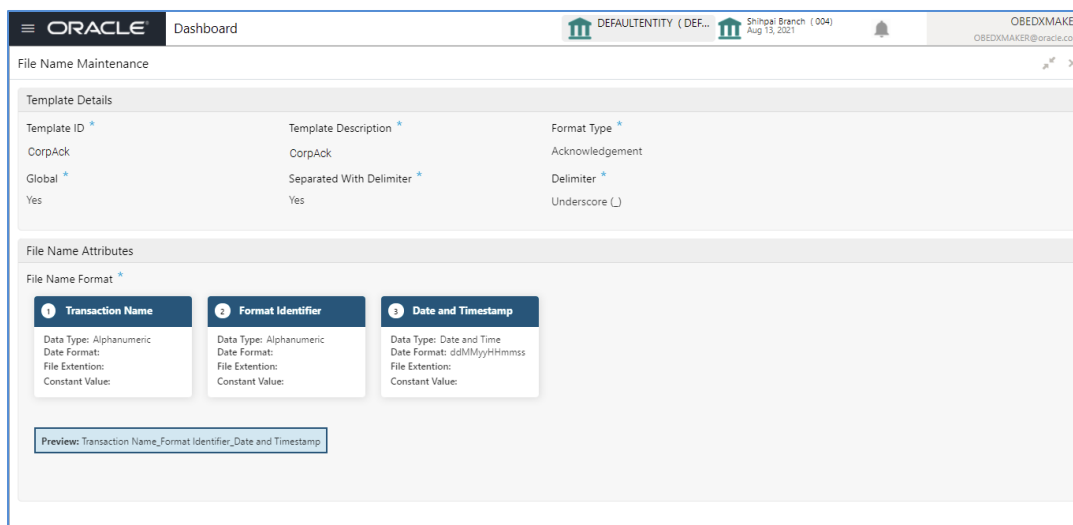 ORACLE Dashboard DEFAULTENTITY ( DEF... Shihpai Branch ( 004) OBEDXMAKE
Aug 13, 2021 OBEDXMAKER@oracle.co
File Name Maintenance
Template Details
Template ID * Template Description * Format Type *
CorpAck CorpAck Acknowledgement
Global * Separated With Delimiter * Delimiter *
Yes Yes Underscore (_)
File Name Attributes
File Name Format *
1 Transaction Name 2 Format Identifier 3 Date and Timestamp
Data Type: Alphanumeric Data Type: Alphanumeric Data Type: Date and Time
Date Format: Date Format: Date Format: ddMMyyHHmmss
File Extention: File Extention: File Extention:
Constant Value: Constant Value: Constant Value:
Preview: Transaction Name_Format Identifier_Date and Timestamp